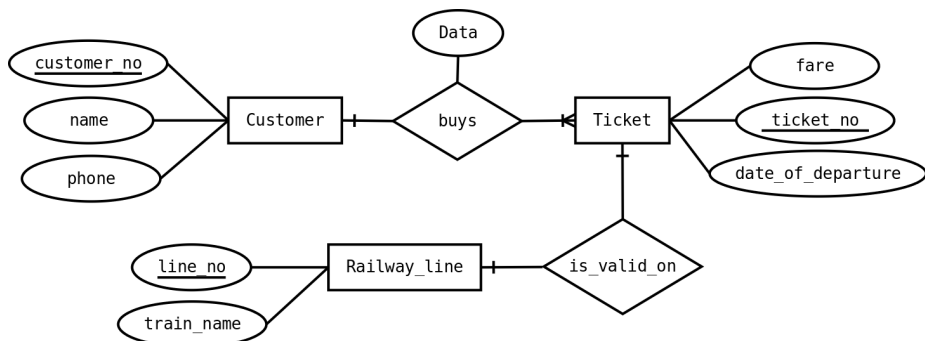 Data
customer_no
fare
name
Customer
buys
Ticket
ticket_no
phone
date_of_departure
line_no
Railway_line
is_valid_on
train_name